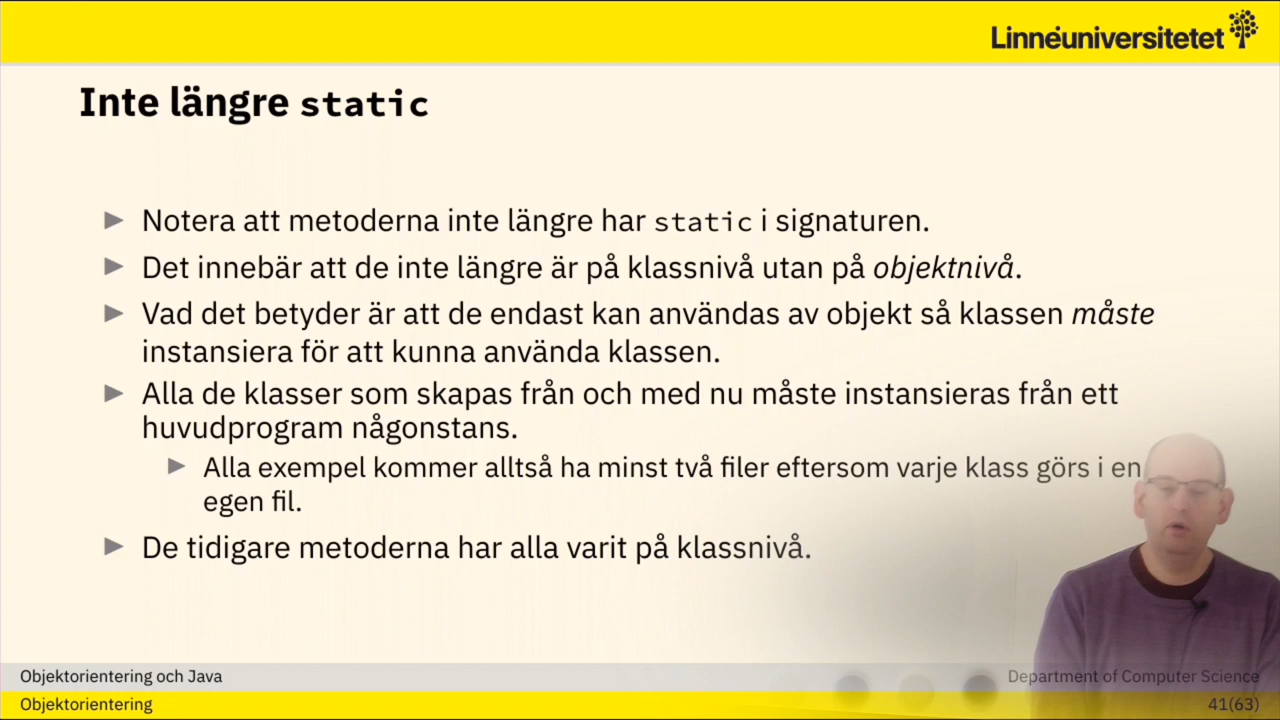 Linnéuniversitetet
Inte längre static
Notera att metoderna inte längre har static i signaturen.
Det innebär att de inte längre är på klassnivå utan på objektnivå.
Vad det betyder är att de endast kan användas av objekt så klassen måste
instansiera för att kunna använda klassen.
Alla de klasser som skapas från och med nu måste instansieras från ett
huvudprogram någonstans.
Alla exempel kommer alltså ha minst två filer eftersom varje klass görs i en
egen fil.
De tidigare metoderna har alla varit på klassnivå.
Objektorientering och Java
Department of Computer Science
Objektorientering
41(63)